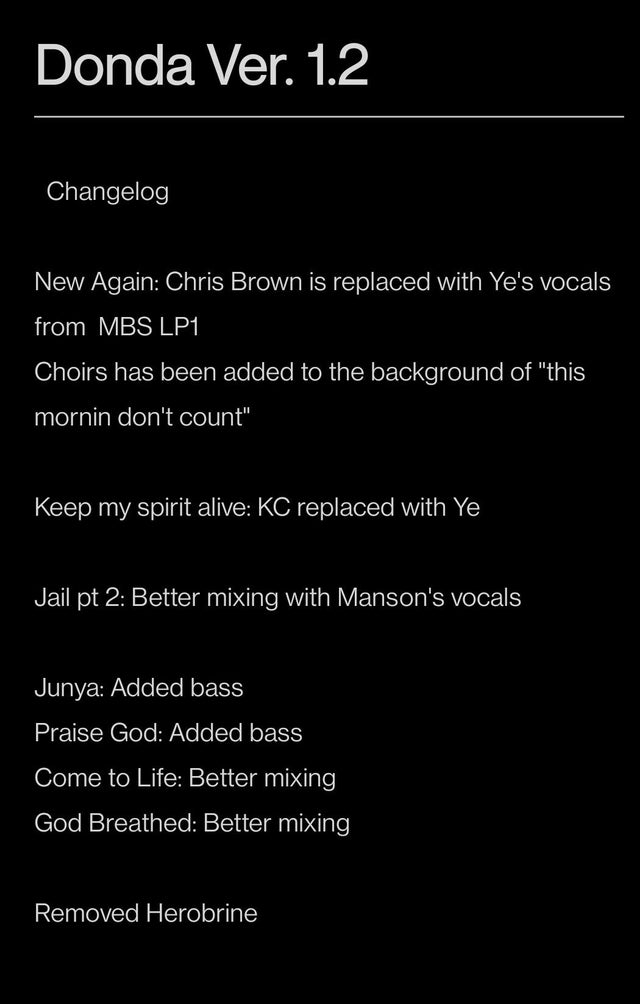 Donda Ver. 1.2
Changelog
New Again: Chris Brown is replaced with Ye's vocals
from  MBS LP1
Choirs has been added to the background of "this
mornin don't count"
Keep my spirit alive: KC replaced with Ye
Jail pt 2: Better mixing with Manson's vocals
Junya: Added bass
Praise God: Added bass
Come to Life: Better mixing
God Breathed: Better mixing
Removed Herobrine